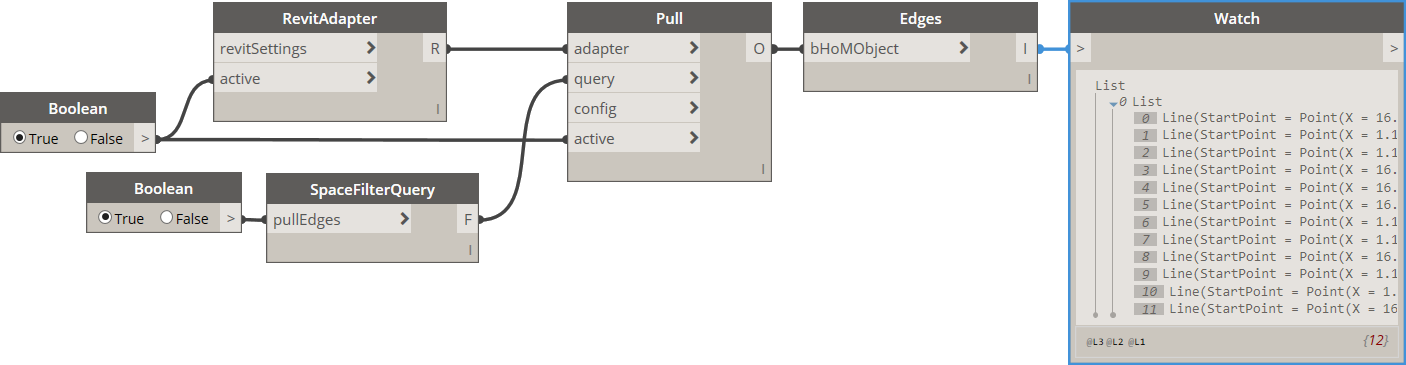 RevitAdapter
revitSettings > R
active >
I
Boolean
True False >
Boolean
True False >
SpaceFilterQuery
pullEdges > F
I
Pull
adapter > O
query >
config >
active >
I
Edges
bHoMObject > I
I
Watch
> >
List
0 List
0 Line(StartPoint = Point(X = 16.
1 Line(StartPoint = Point(X = 1.1
2 Line(StartPoint = Point(X = 1.1
3 Line(StartPoint = Point(X = 16.
4 Line(StartPoint = Point(X = 16.
5 Line(StartPoint = Point(X = 16.
6 Line(StartPoint = Point(X = 1.1
7 Line(StartPoint = Point(X = 1.1
8 Line(StartPoint = Point(X = 16.
9 Line(StartPoint = Point(X = 1.1
10 Line(StartPoint = Point(X = 1.
11 Line(StartPoint = Point(X = 16
@L3 @L2 @L1 {12}